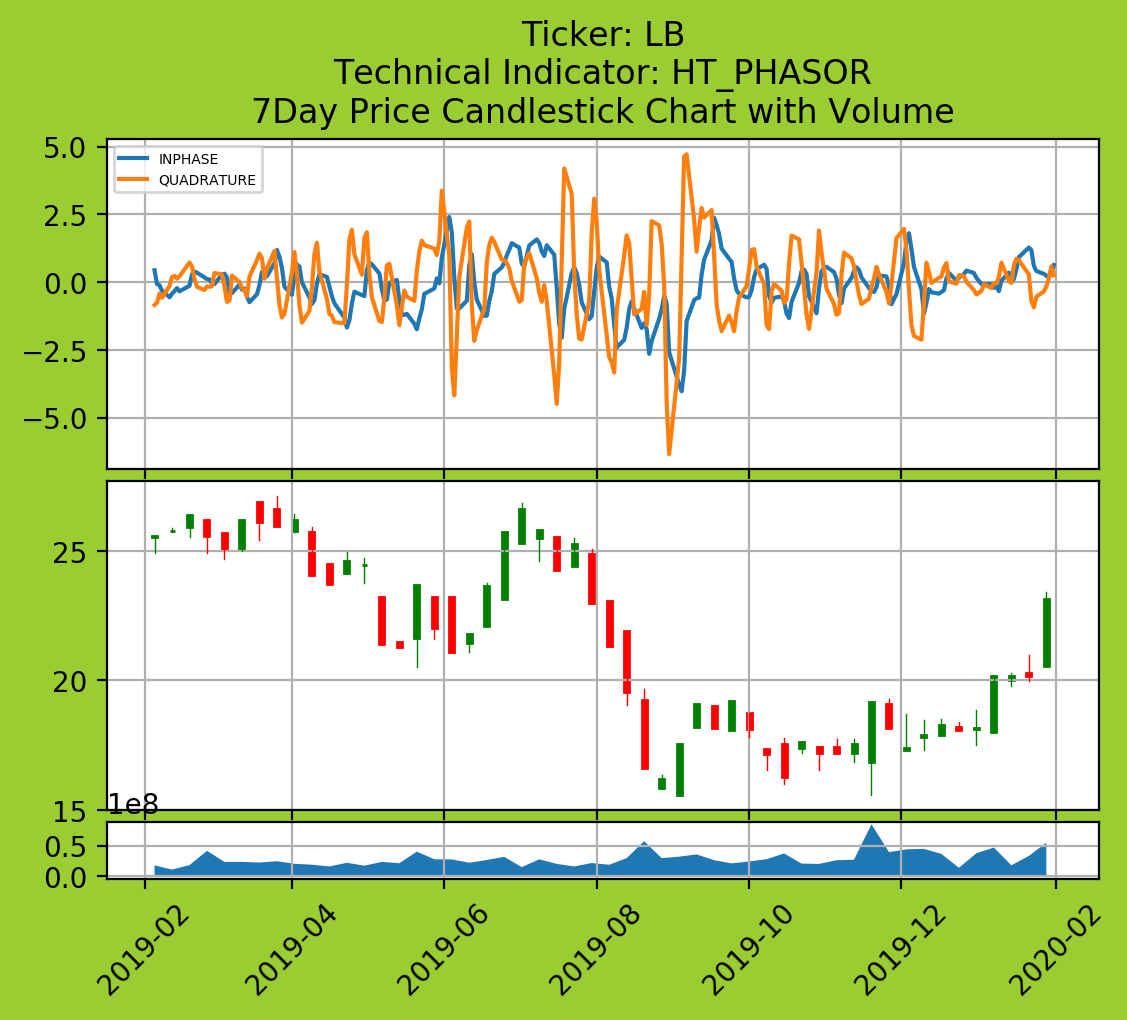 Ticker: LB
Technical Indicator: HT_PHASOR
7Day Price Candlestick Chart with Volume
5.0
2.5
0.0
−2.5
−5.0
INPHASE
QUADRATURE
25
20
15
1e8
0.5
0.0
2019-02
2019-04
2019-06
2019-08
2019-10
2019-12
2020-02